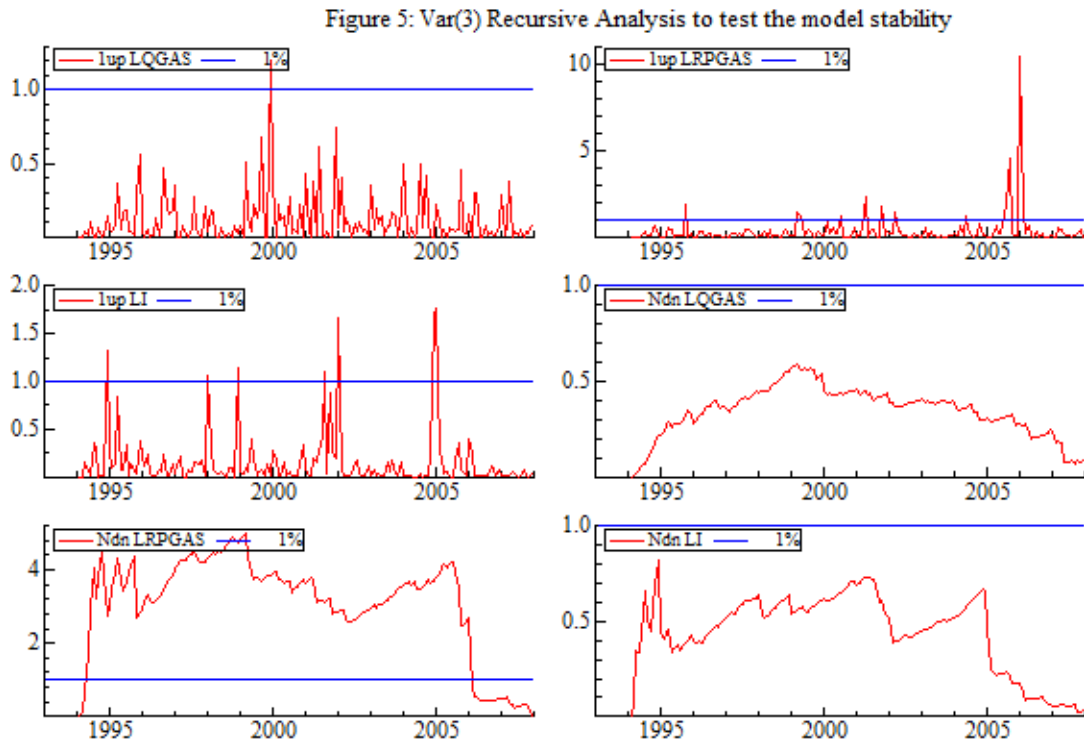 Figure 5: Var(3) Recursive Analysis to test the model stability
1up LQGAS 1%
1.0
0.5
1995 2000 2005
1up LRPGAS 1%
10
5
1995 2000 2005
1up LI 1%
2.0
1.5
1.0
0.5
1995 2000 2005
Ndn LQGAS 1%
1.0
0.5
1995 2000 2005
Ndn LRPGAS 1%
4
2
1995 2000 2005
Ndn LI 1%
1.0
0.5
1995 2000 2005